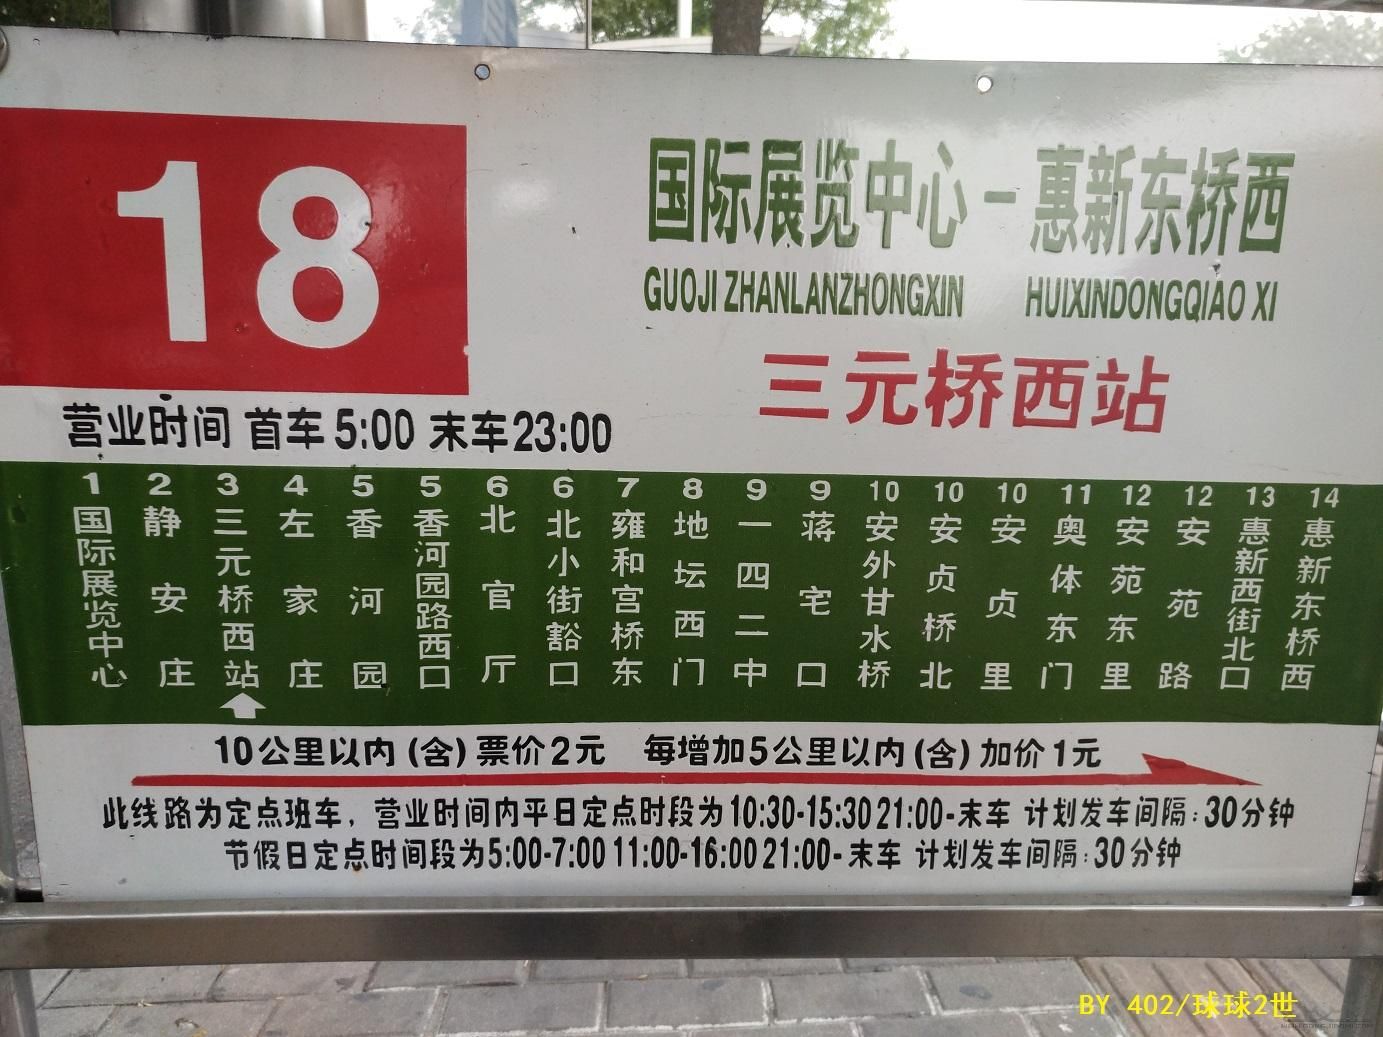 18
国际展览中心-惠新东桥西
GUOJI ZHANLANZHONGXIN HUIXINDONGQIAO XI
三元桥西站
营业时间 首车5:00 末车23:00
1 国际展览中心
2 静安庄
3 三元桥西站
4 左家庄
5 香河园
5 香河园路西口
6 北官厅
6 北小街豁口
7 雍和宫桥东
8 地坛西门
9 一四二中
9 蒋宅口
10 安外甘水桥
10 安贞桥北
10 安贞里
11 奥体东门
12 安苑东里
12 安苑路
13 惠新西街北口
14 惠新东桥西
10公里以内(含)票价2元 每增加5公里以内(含)加价1元
此线路为定点班车，营业时间内平日定点时段为10:30-15:30 21:00-末车 计划发车间隔:30分钟
节假日定点时间段为5:00-7:00 11:00-16:00 21:00-末车 计划发车间隔:30分钟
BY 402/球球2世